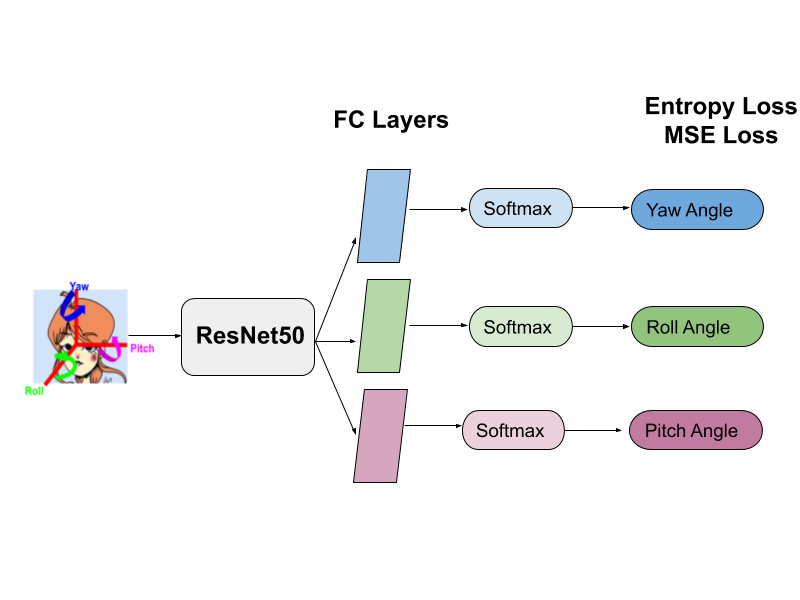 Entropy Loss
MSE Loss
FC Layers
Softmax
Yaw Angle
Yaw
Pitch
Roll
ResNet50
Softmax
Roll Angle
Softmax
Pitch Angle